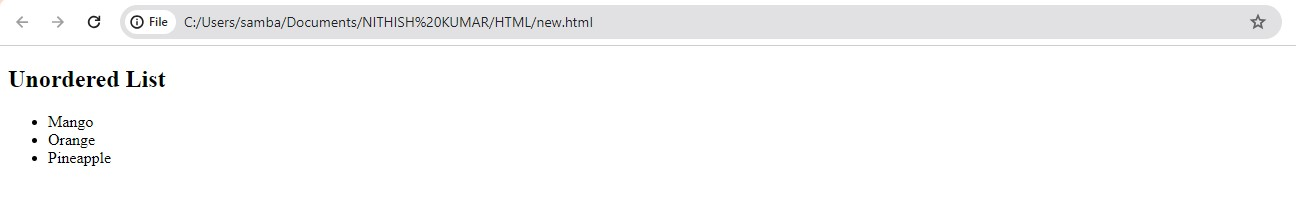 File C:/Users/samba/Documents/NITHISH%20KUMAR/HTML/new.html
Unordered List
Mango
Orange
Pineapple